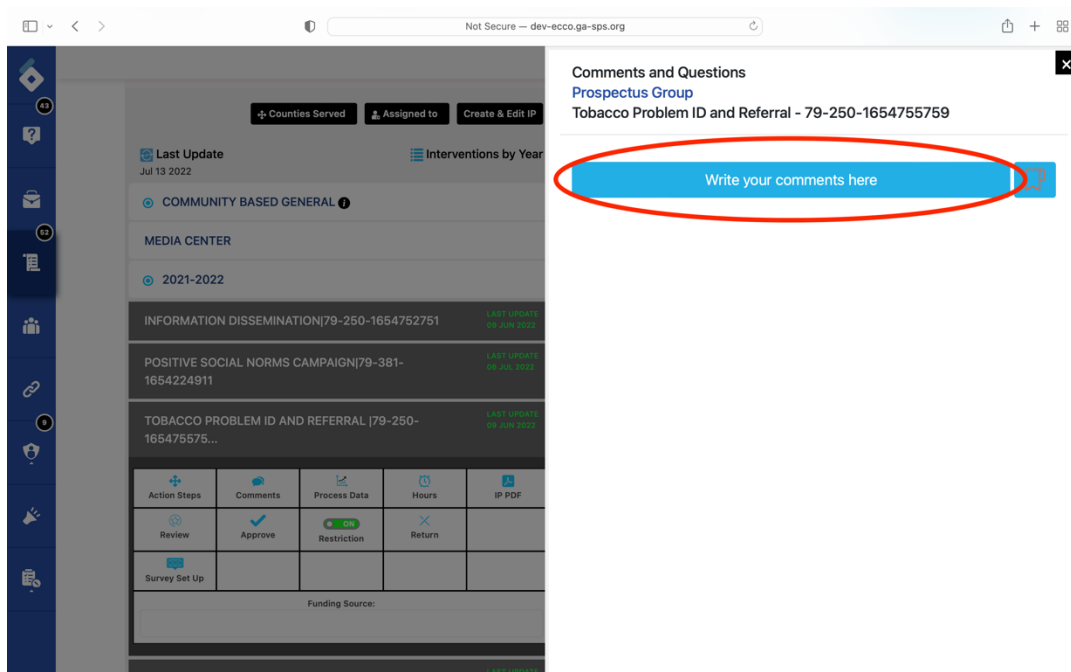 Not Secure — dev-ecco.ga-sps.org
43
52
9
Counties Served
Assigned to
Create & Edit IP
Last Update
Jul 13 2022
Interventions by Year
COMMUNITY BASED GENERAL
MEDIA CENTER
2021-2022
INFORMATION DISSEMINATION|79-250-1654752751
LAST UPDATE
09 JUN 2022
POSITIVE SOCIAL NORMS CAMPAIGN|79-381-
1654224911
LAST UPDATE
06 JUL 2022
TOBACCO PROBLEM ID AND REFERRAL |79-250-
165475575...
LAST UPDATE
09 JUN 2022
Action Steps
Comments
Process Data
Hours
IP PDF
Review
Approve
ON
Restriction
Return
Survey Set Up
Funding Source:
LAST UPDATE
Comments and Questions
Prospectus Group
Tobacco Problem ID and Referral - 79-250-1654755759
Write your comments here